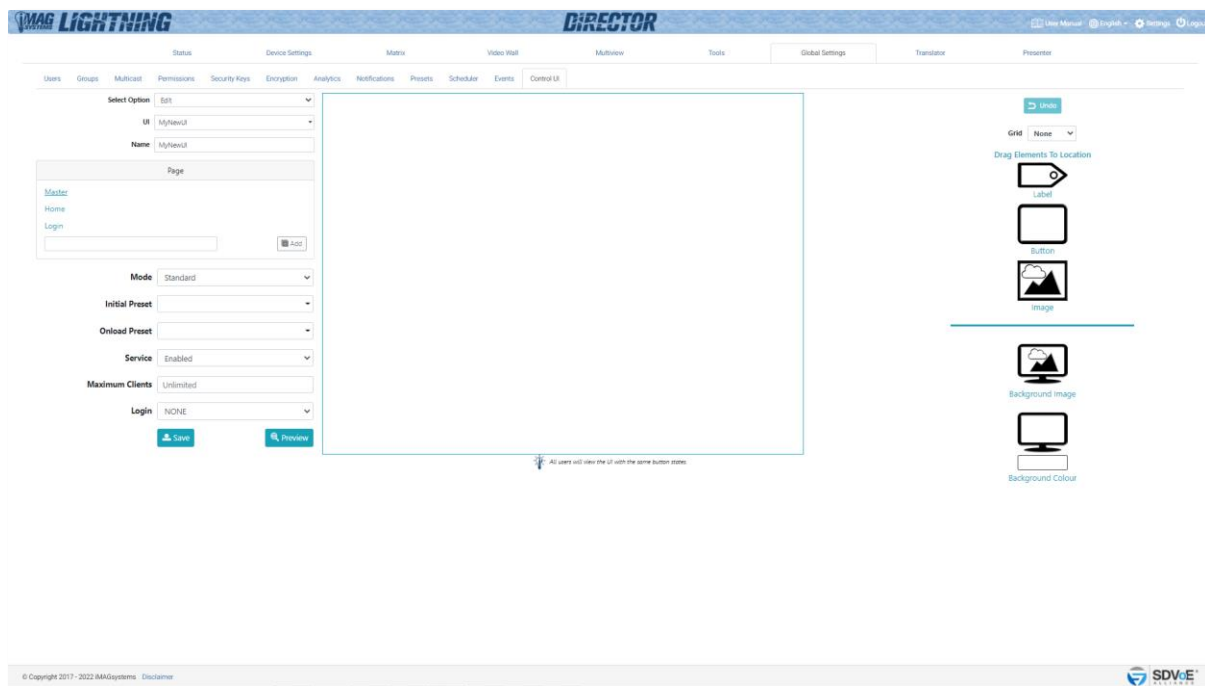 iMAG SYSTEMS LIGHTNING DIRECTOR User Manual English Settings Logout
Status Device Settings Matrix Video Wall Multiview Tools Global Settings Translator Presenter
Users Groups Multicast Permissions Security Keys Encryption Analytics Notifications Presets Scheduler Events Control UI
Select Option Edit
UI MyNewUI
Name MyNewUI
Page
Master
Home
Login
Add
Mode Standard
Initial Preset
Onload Preset
Service Enabled
Maximum Clients Unlimited
Login NONE
Save Preview
All users will view the UI with the same button states.
Undo
Grid None
Drag Elements To Location
Label
Button
Image
Background Image
Background Colour
© Copyright 2017 - 2022 iMAGsystems Disclaimer
SDVoE
ALLIANCE